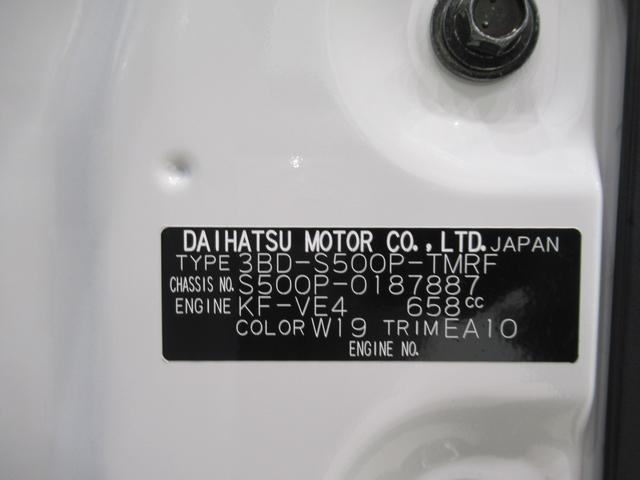 DAIHATSU MOTOR CO.,LTD. JAPAN
TYPE 3BD-S500P-TMRF
CHASSIS NO. S500P-0187887
ENGINE KF-VE4 658cc
COLOR W19 TRIM EA10
ENGINE NO.